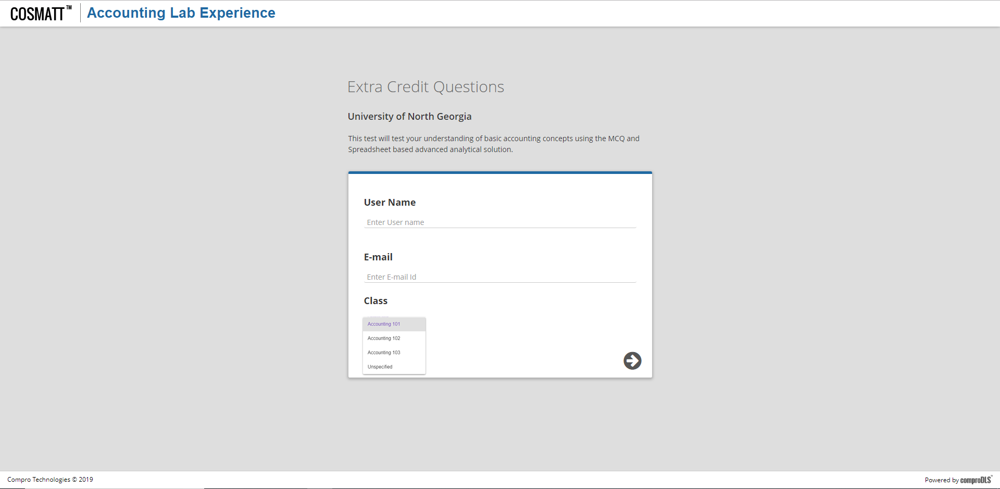 COSMATT™ Accounting Lab Experience
Extra Credit Questions
University of North Georgia
This test will test your understanding of basic accounting concepts using the MCQ and
Spreadsheet based advanced analytical solution.
User Name
Enter User name
E-mail
Enter E-mail Id
Class
Accounting 101
Accounting 102
Accounting 103
Unspecified
Compro Technologies © 2019
Powered by comproDLS™